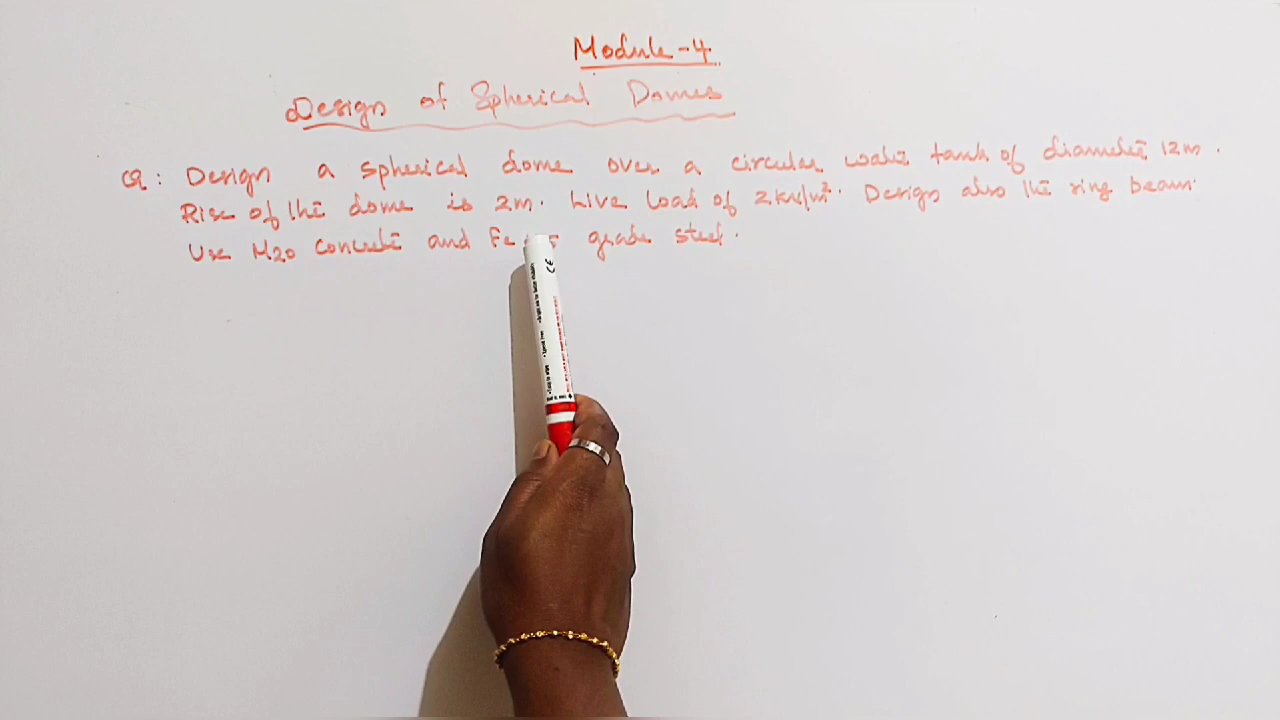 Module-4
Design of Spherical Domes
Q: Design a spherical dome over a circular water tank of diameter 12m.
Rise of the dome is 2m. Live Load of 2kN/m². Design also the ring beam.
Use M20 concrete and Fe grade steel.
CE